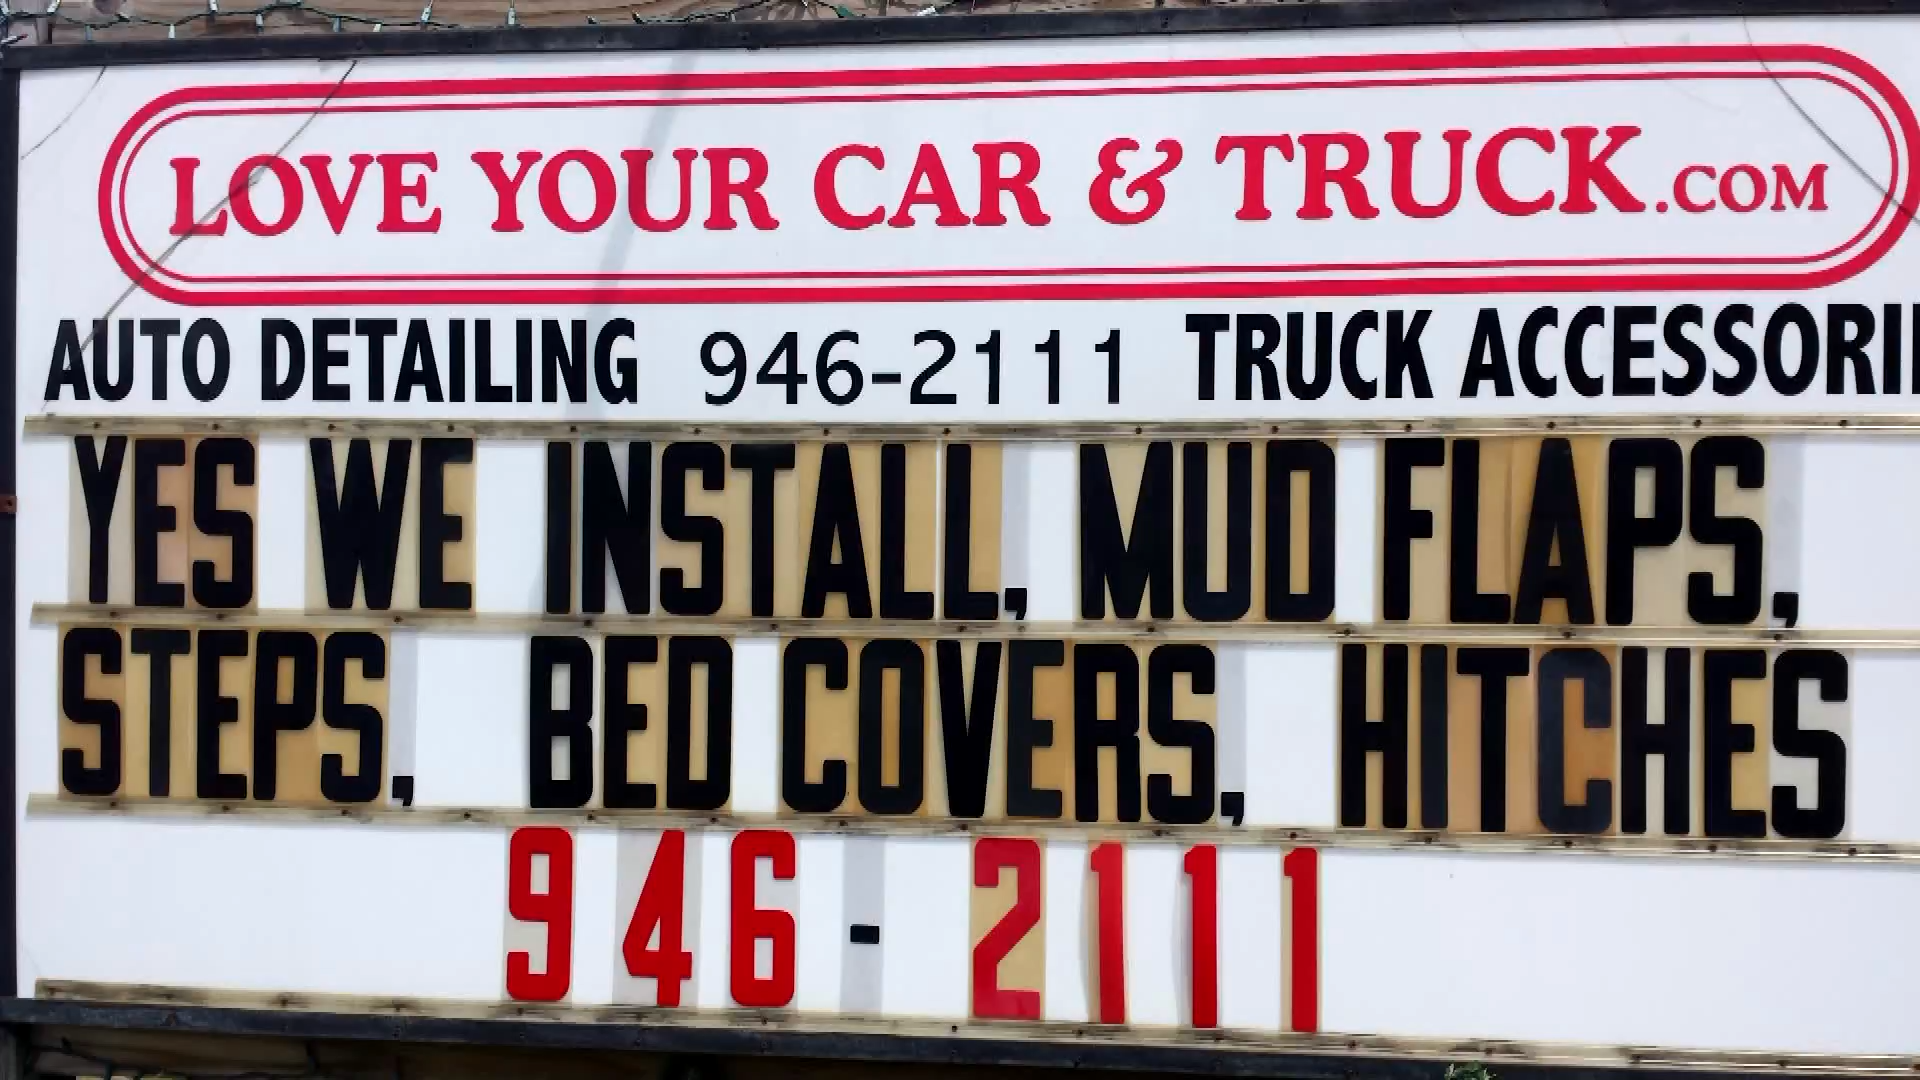 LOVE YOUR CAR & TRUCK.COM
AUTO DETAILING 946-2111 TRUCK ACCESSORI
YES WE INSTALL, MUD FLAPS,
STEPS, BED COVERS, HITCHES
946-2111